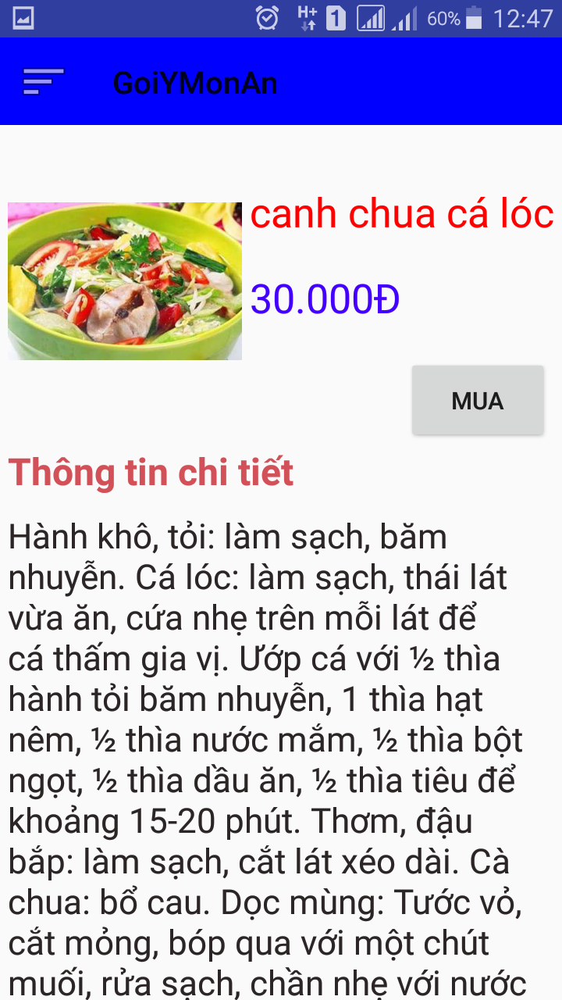 H+ 1 60% 12:47
GoiYMonAn
canh chua cá lóc
30.000Đ
MUA
Thông tin chi tiết
Hành khô, tỏi: làm sạch, băm
nhuyễn. Cá lóc: làm sạch, thái lát
vừa ăn, cứa nhẹ trên mỗi lát để
cá thấm gia vị. Ướp cá với ½ thìa
hành tỏi băm nhuyễn, 1 thìa hạt
nêm, ½ thìa nước mắm, ½ thìa bột
ngọt, ½ thìa dầu ăn, ½ thìa tiêu để
khoảng 15-20 phút. Thơm, đậu
bắp: làm sạch, cắt lát xéo dài. Cà
chua: bổ cau. Dọc mùng: Tước vỏ,
cắt mỏng, bóp qua với một chút
muối, rửa sạch, chần nhẹ với nước